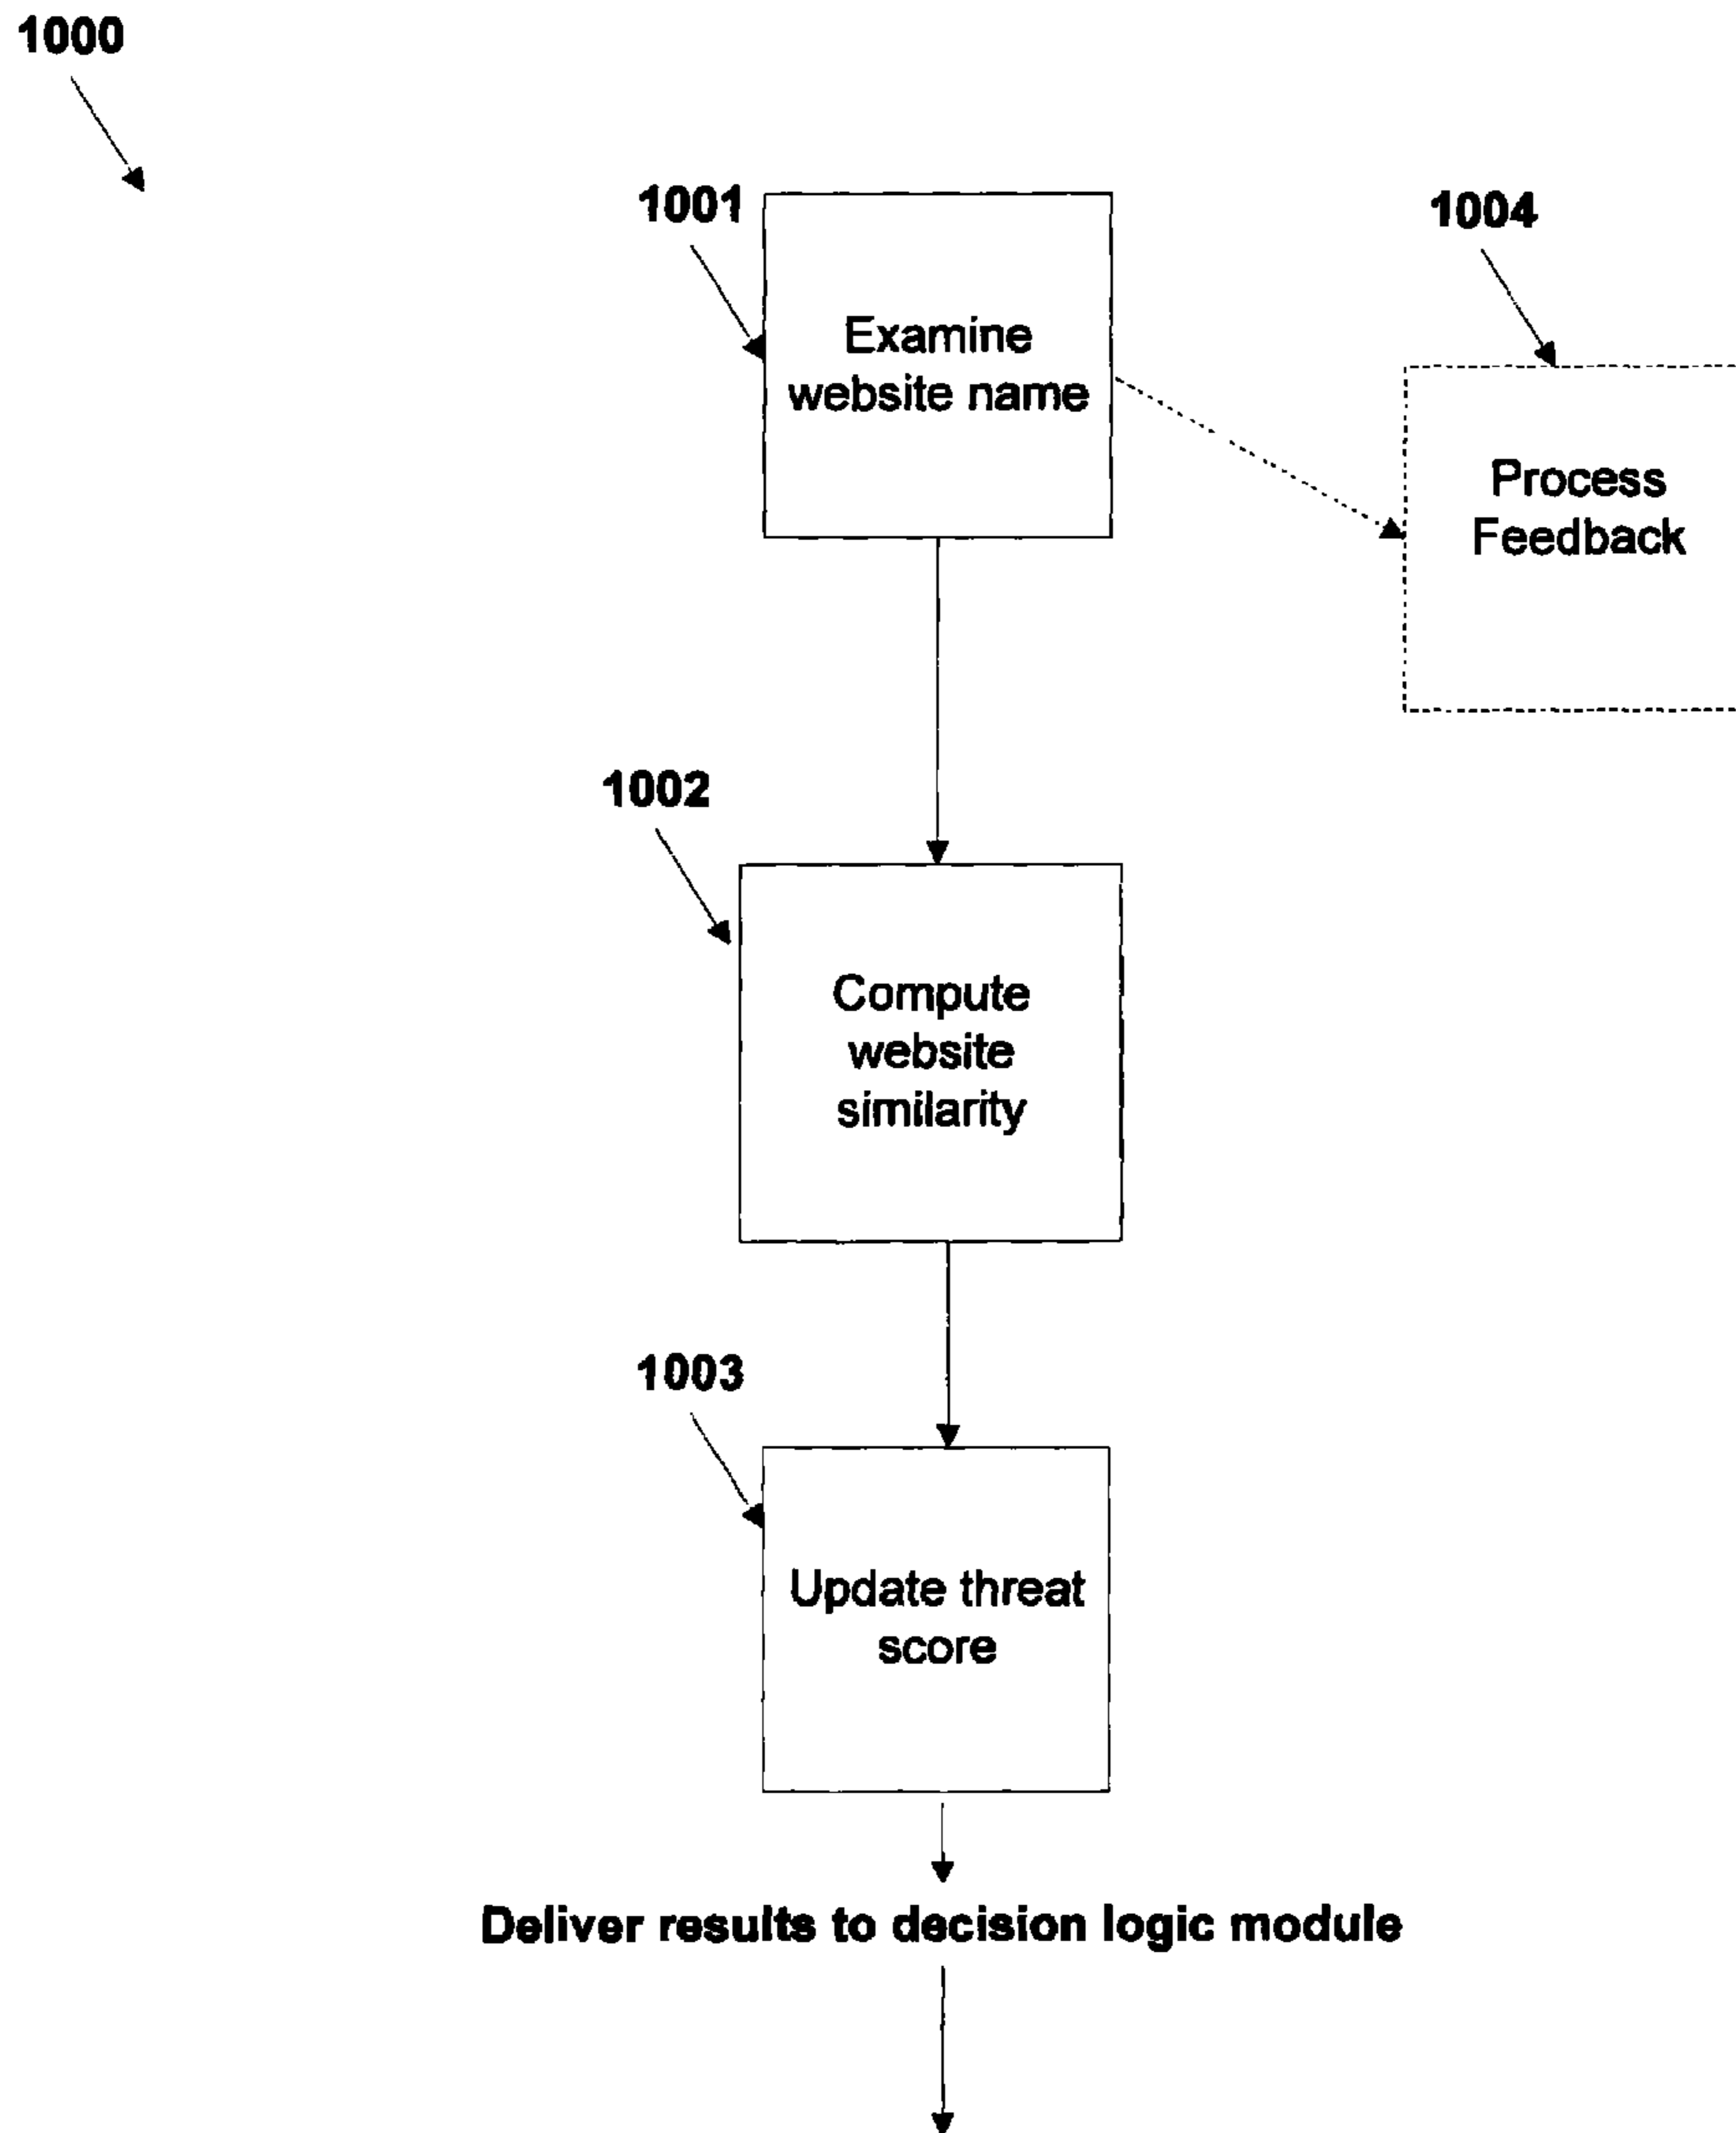 1000
1001
Examine
website name
1004
Process
Feedback
1002
Compute
website
similarity
1003
Update threat
score
Deliver results to decision logic module